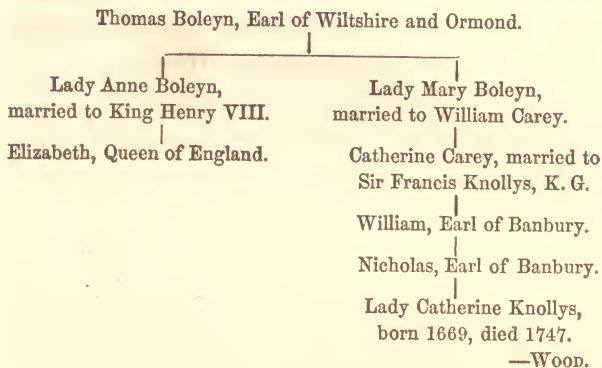 Thomas Boleyn, Earl of Wiltshire and Ormond.
Lady Anne Boleyn,
married to King Henry VIII.
Elizabeth, Queen of England.
Lady Mary Boleyn,
married to William Carey.
Catherine Carey, married to
Sir Francis Knollys, K. G.
William, Earl of Banbury.
Nicholas, Earl of Banbury.
Lady Catherine Knollys,
born 1669, died 1747.
—WOOD.